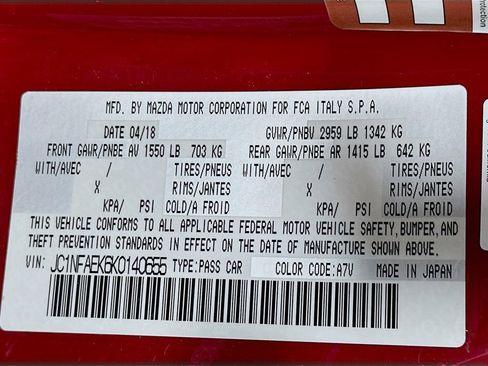 MFD. BY MAZDA MOTOR CORPORATION FOR FCA ITALY S.P.A.
DATE 04/18 GVWR/PNBV 2959 LB 1342 KG
FRONT GAWR/PNBE AV 1550 LB 703 KG REAR GAWR/PNBE AR 1415 LB 642 KG
WITH/AVEC / TIRES/PNEUS WITH/AVEC / TIRES/PNEUS
X RIMS/JANTES X RIMS/JANTES
KPA/ PSI COLD/A FROID KPA/ PSI COLD/A FROID
THIS VEHICLE CONFORMS TO ALL APPLICABLE FEDERAL MOTOR VEHICLE SAFETY, BUMPER, AND
THEFT PREVENTION STANDARDS IN EFFECT ON THE DATE OF MANUFACTURE SHOWN ABOVE.
VIN: JC1NFAEK6K0140655 TYPE:PASS CAR COLOR CODE:A7V MADE IN JAPAN